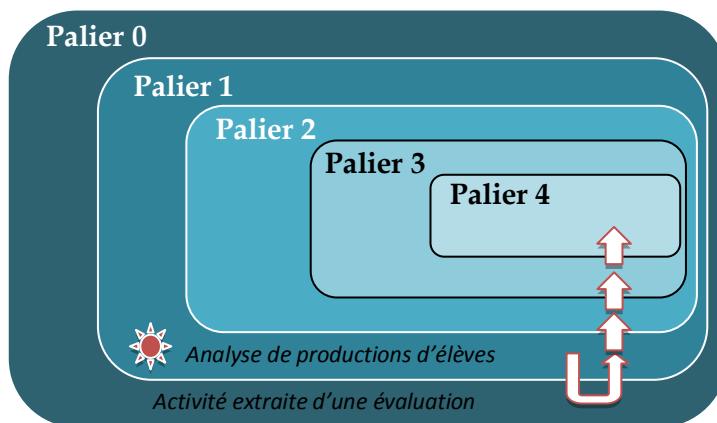 Palier 0
Palier 1
Palier 2
Palier 3
Palier 4
Analyse de productions d’élèves
Activité extraite d’une évaluation